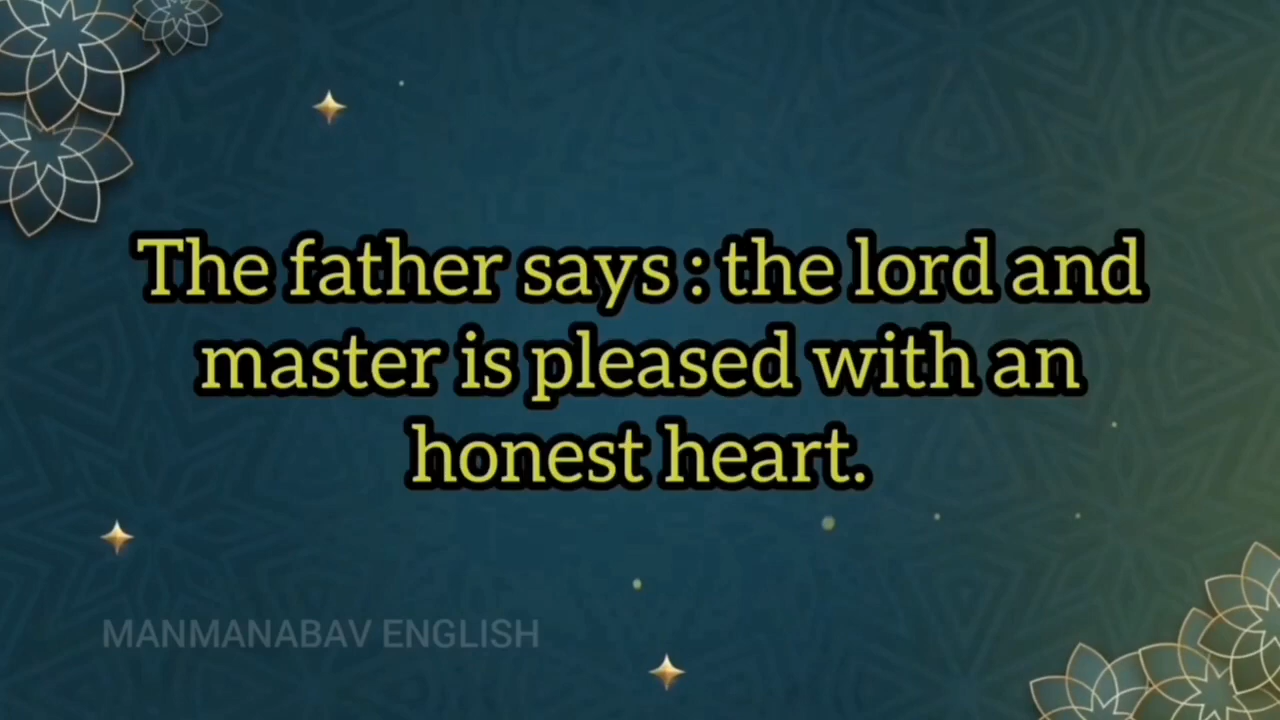 The father says : the lord and
master is pleased with an
honest heart.
MANMANABAV ENGLISH